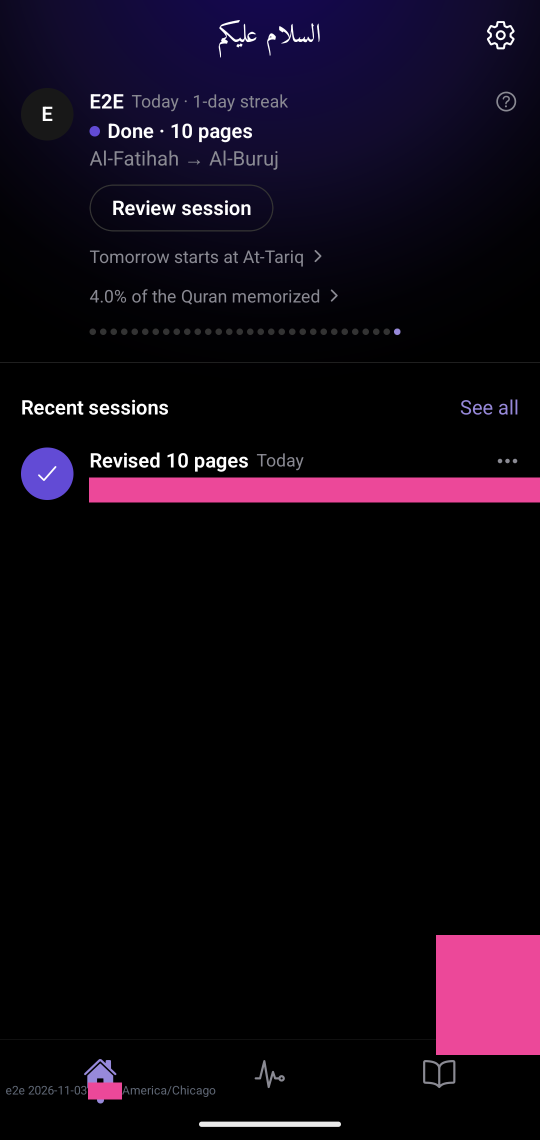 السلام عليكم
E
E2E Today · 1-day streak
Done · 10 pages
Al-Fatihah → Al-Buruj
Review session
Tomorrow starts at At-Tariq
4.0% of the Quran memorized
Recent sessions See all
Revised 10 pages Today
e2e 2026-11-03 America/Chicago